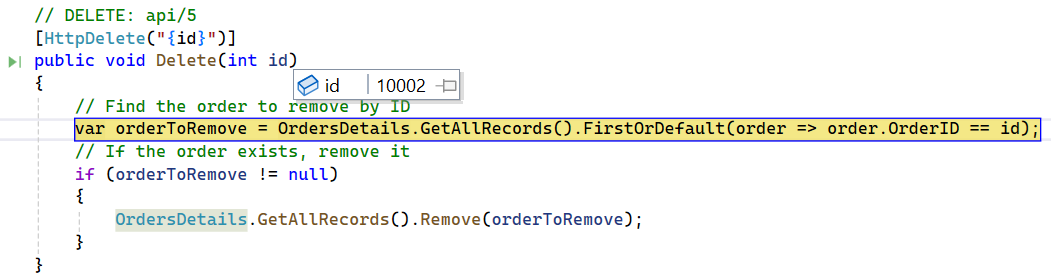 // DELETE: api/5
[HttpDelete("{id}")]
public void Delete(int id)
{
id 10002
// Find the order to remove by ID
var orderToRemove = OrdersDetails.GetAllRecords().FirstOrDefault(order => order.OrderID == id);
// If the order exists, remove it
if (orderToRemove != null)
{
OrdersDetails.GetAllRecords().Remove(orderToRemove);
}
}